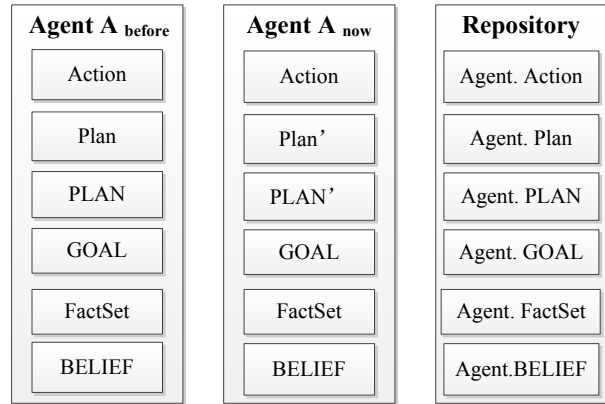 Agent A before
Action
Plan
PLAN
GOAL
FactSet
BELIEF
Agent A now
Action
Plan’
PLAN’
GOAL
FactSet
BELIEF
Repository
Agent. Action
Agent. Plan
Agent. PLAN
Agent. GOAL
Agent. FactSet
Agent.BELIEF